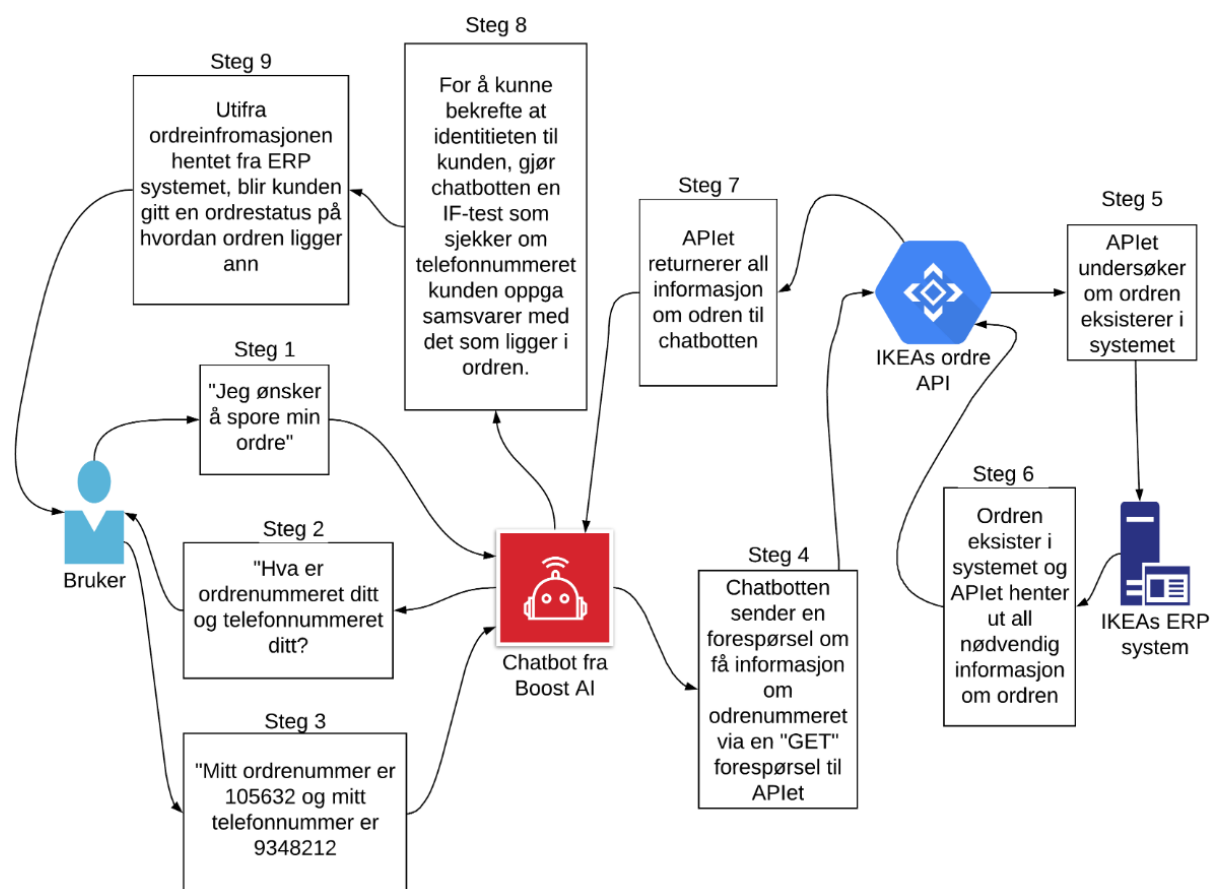 Steg 8
For å kunne
bekrefte at
identitieten til
kunden, gjør
chatbotten en
IF-test som
sjekker om
telefonnummeret
kunden oppga
samsvarer med
det som ligger i
ordren.
Steg 9
Utifra
ordreinfromasjonen
hentet fra ERP
systemet, blir kunden
gitt en ordrestatus på
hvordan ordren ligger
ann
Steg 7
APIet
returnerer all
informasjon
om odren til
chatbotten
Steg 5
APIet
undersøker
om ordren
eksisterer i
systemet
IKEAs ordre
API
Steg 1
"Jeg ønsker
å spore min
ordre"
Bruker
Steg 2
"Hva er
ordrenummeret ditt
og telefonnummeret
ditt?
Steg 3
"Mitt ordrenummer er
105632 og mitt
telefonnummer er
9348212
Chatbot fra
Boost AI
Steg 4
Chatbotten
sender en
forespørsel om
få informasjon
om
odrenummeret
via en "GET"
forespørsel til
APIet
Steg 6
Ordren
eksister i
systemet og
APIet henter
ut all
nødvendig
informasjon
om ordren
IKEAs ERP
system